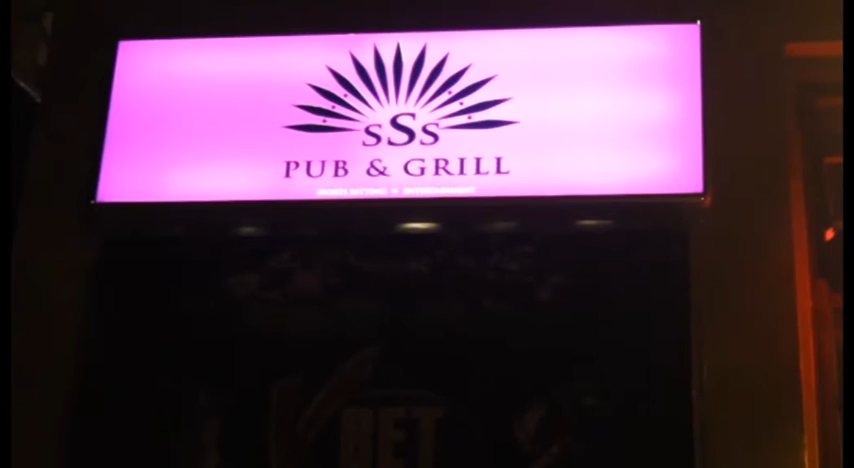 sSs
PUB & GRILL
SPORTS BETTING & ENTERTAINMENT
BET